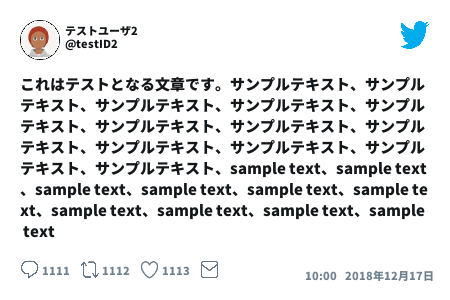 テストユーザ2
@testID2
これはテストとなる文章です。サンプルテキスト、サンプル
テキスト、サンプルテキスト、サンプルテキスト、サンプル
テキスト、サンプルテキスト、サンプルテキスト、サンプル
テキスト、サンプルテキスト、サンプルテキスト、サンプル
テキスト、サンプルテキスト、sample text、sample text
、sample text、sample text、sample text、sample te
xt、sample text、sample text、sample text、sample
text
1111 1112 1113
10:00 2018年12月17日